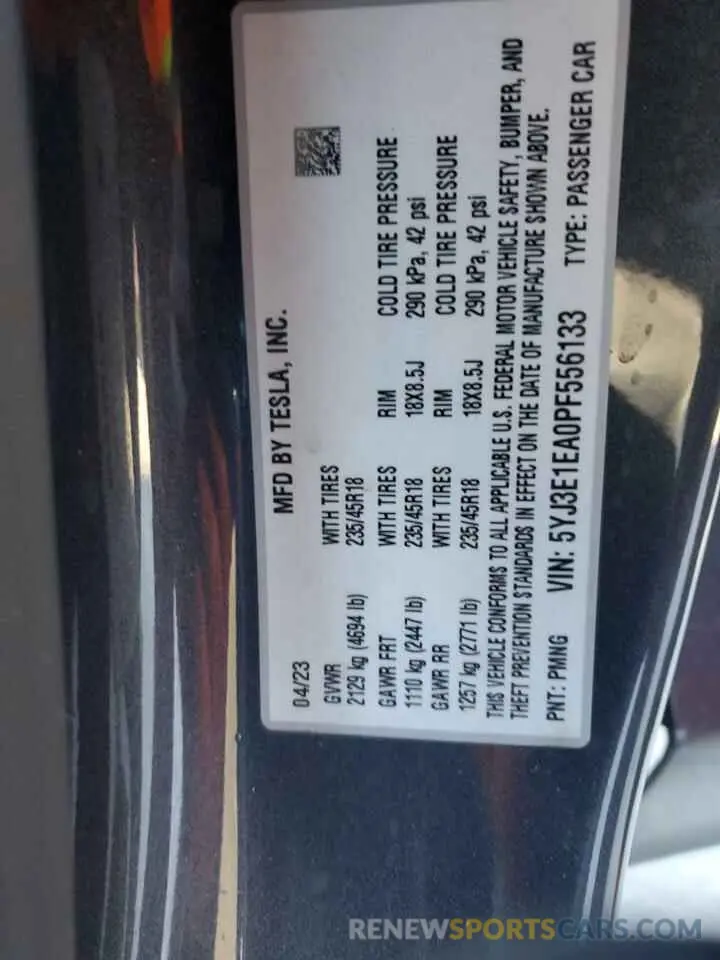 MFD BY TESLA, INC.
04/23
GVWR WITH TIRES
2129 kg (4694 lb) 235/45R18
GAWR FRT WITH TIRES RIM COLD TIRE PRESSURE
1110 kg (2447 lb) 235/45R18 18X8.5J 290 kPa, 42 psi
GAWR RR WITH TIRES RIM COLD TIRE PRESSURE
1257 kg (2771 lb) 235/45R18 18X8.5J 290 kPa, 42 psi
THIS VEHICLE CONFORMS TO ALL APPLICABLE U.S. FEDERAL MOTOR VEHICLE SAFETY, BUMPER, AND
THEFT PREVENTION STANDARDS IN EFFECT ON THE DATE OF MANUFACTURE SHOWN ABOVE.
PNT: PMNG VIN: 5YJ3E1EA0PF556133 TYPE: PASSENGER CAR
RENEWSPORTSCARS.COM